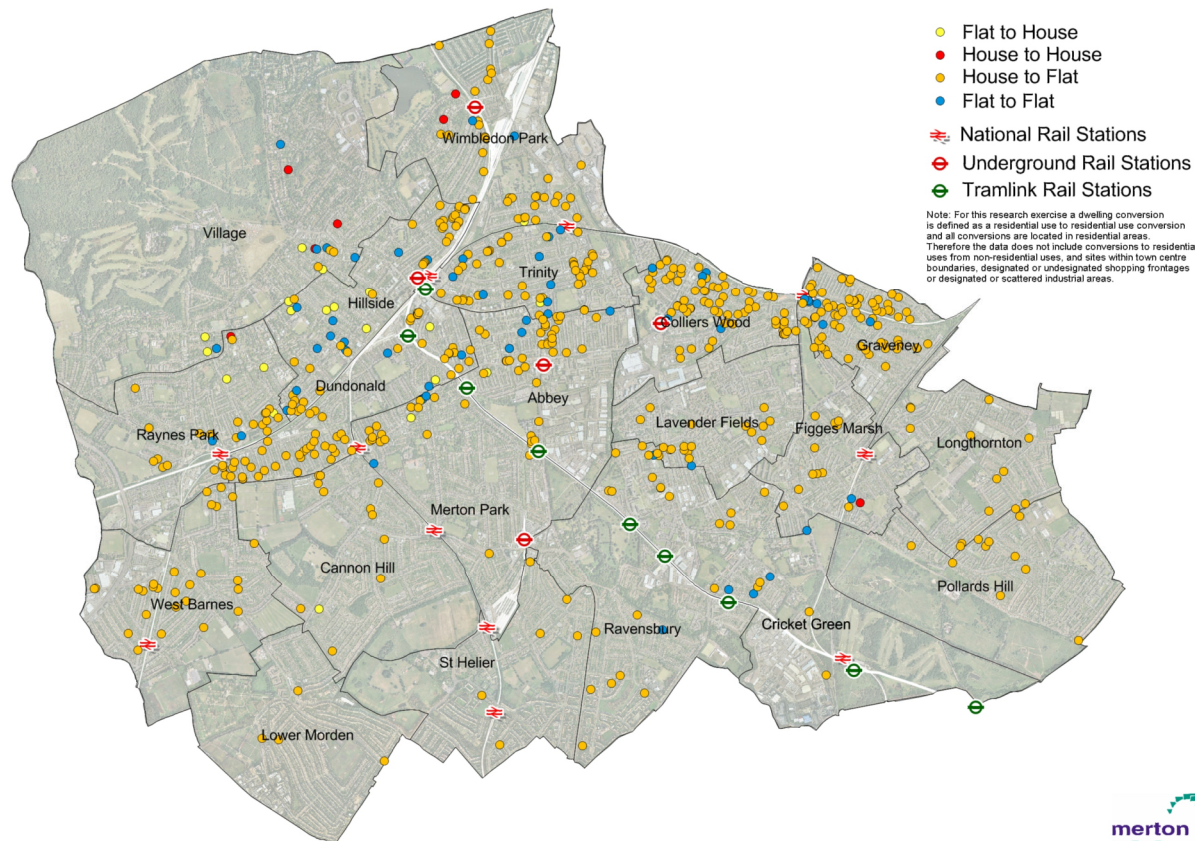 Flat to House
House to House
House to Flat
Flat to Flat
National Rail Stations
Underground Rail Stations
Tramlink Rail Stations
Note: For this research exercise a dwelling conversion
is defined as a residential use to residential use conversion
and all conversions are located in residential areas.
Therefore the data does not include conversions to residentia
uses from non-residential uses, and sites within town centre
boundaries, designated or undesignated shopping frontages
or designated or scattered industrial areas.
Wimbledon Park
Village
Trinity
Hillside
Colliers Wood
Graveney
Dundonald
Abbey
Lavender Fields
Figges Marsh
Raynes Park
Longthornton
Merton Park
Cannon Hill
Pollards Hill
West Barnes
Cricket Green
Ravensbury
St Helier
Lower Morden
merton